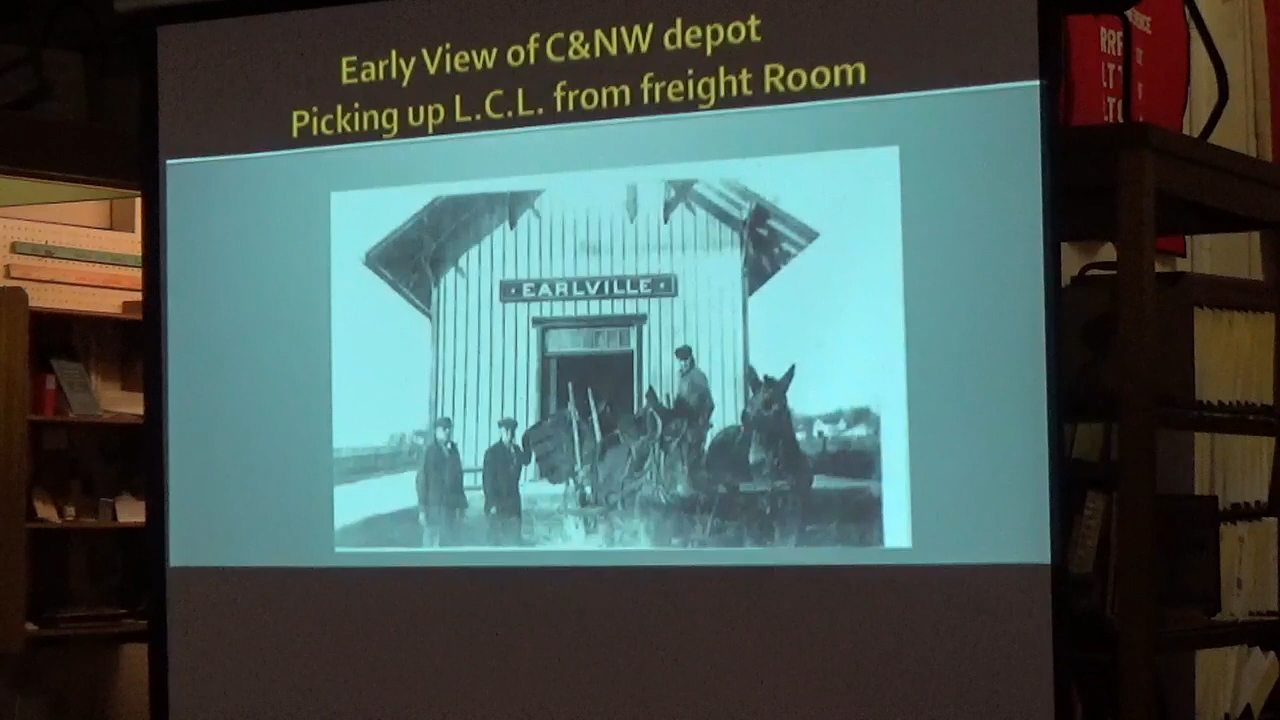 Early View of C&NW depot
Picking up L.C.L. from freight Room
· EARLVILLE ·